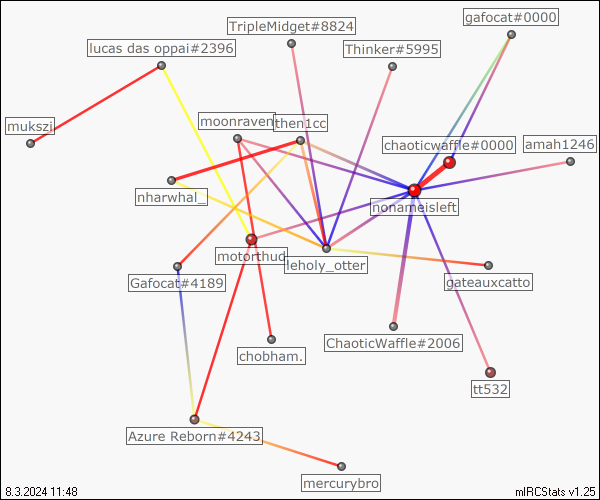 gafocat#0000
TripleMidget#8824
lucas das oppai#2396
Thinker#5995
mukszi
moonraven
then1cc
chaoticwaffle#0000
amah1246
nharwhal_
nonameisleft
motorthud
leholy_otter
Gafocat#4189
gateauxcatto
chobham.
ChaoticWaffle#2006
tt532
Azure Reborn#4243
mercurybro
8.3.2024 11:48
mIRCStats v1.25